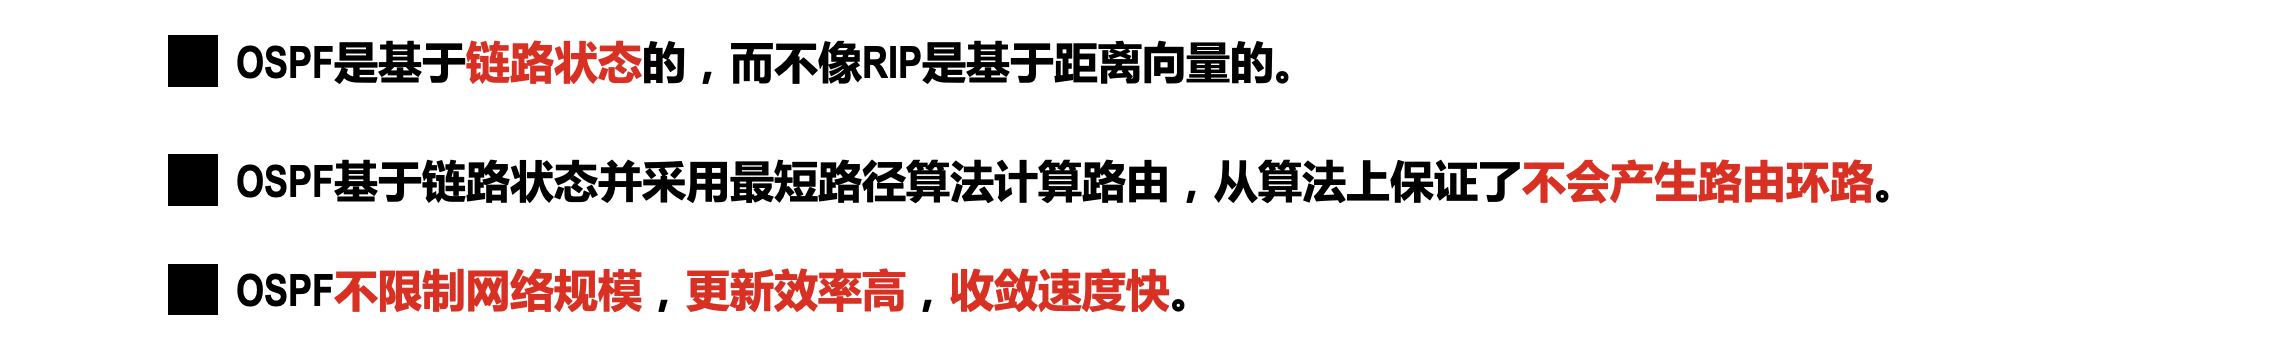 OSPF是基于链路状态的，而不像RIP是基于距离向量的。
OSPF基于链路状态并采用最短路径算法计算路由，从算法上保证了不会产生路由环路。
OSPF不限制网络规模，更新效率高，收敛速度快。